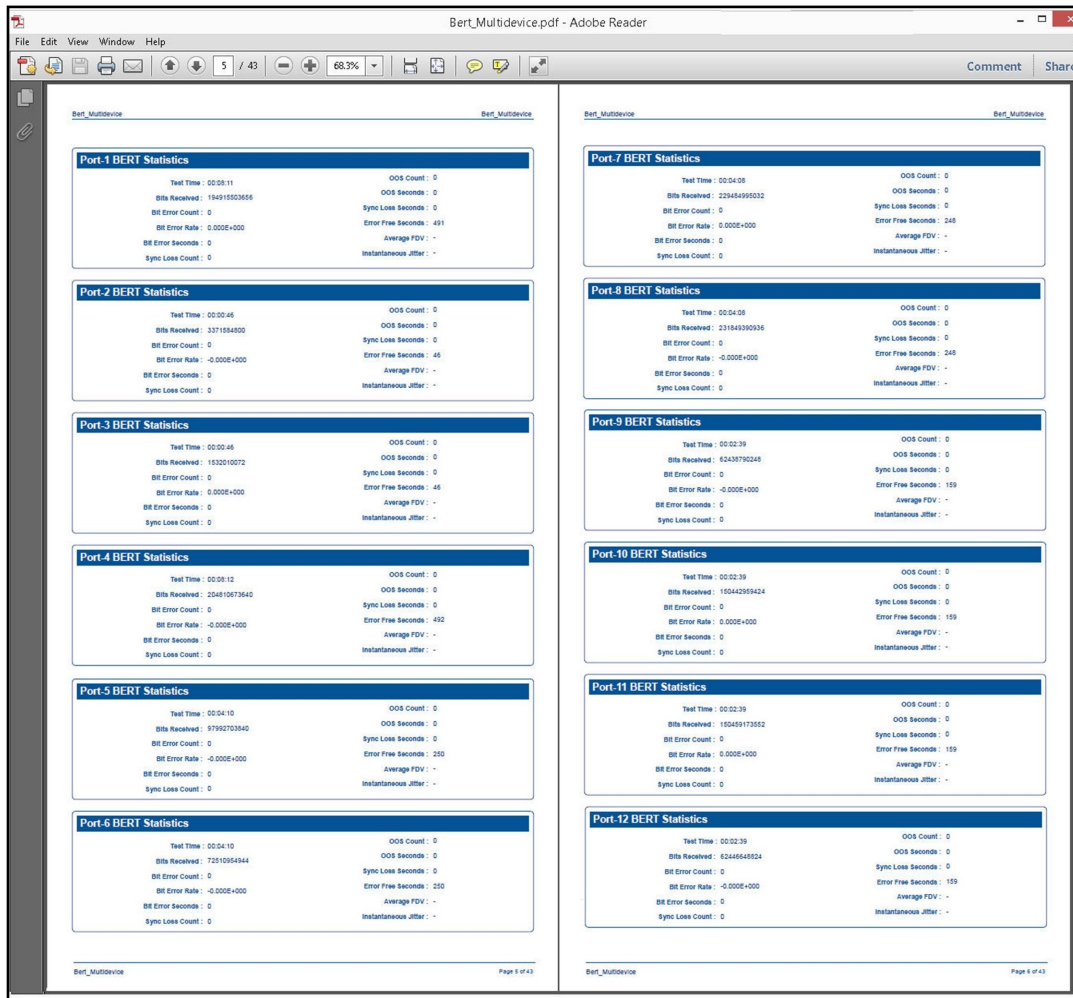 Bert_Multidevice.pdf - Adobe Reader
File Edit View Window Help
5 / 43 68.3% Comment Share
Bert_Multidevice Bert_Multidevice
Port-1 BERT Statistics
Test Time : 00:08:11 OOS Count : 0
Bits Received : 194915503656 OOS Seconds : 0
Bit Error Count : 0 Sync Loss Seconds : 0
Bit Error Rate : 0.000E+000 Error Free Seconds : 491
Bit Error Seconds : 0 Average FDV : -
Sync Loss Count : 0 Instantaneous Jitter : -
Port-2 BERT Statistics
Test Time : 00:00:46 OOS Count : 0
Bits Received : 3371584800 OOS Seconds : 0
Bit Error Count : 0 Sync Loss Seconds : 0
Bit Error Rate : -0.000E+000 Error Free Seconds : 46
Bit Error Seconds : 0 Average FDV : -
Sync Loss Count : 0 Instantaneous Jitter : -
Port-3 BERT Statistics
Test Time : 00:00:46 OOS Count : 0
Bits Received : 1532010072 OOS Seconds : 0
Bit Error Count : 0 Sync Loss Seconds : 0
Bit Error Rate : 0.000E+000 Error Free Seconds : 46
Bit Error Seconds : 0 Average FDV : -
Sync Loss Count : 0 Instantaneous Jitter : -
Port-4 BERT Statistics
Test Time : 00:08:12 OOS Count : 0
Bits Received : 204810673640 OOS Seconds : 0
Bit Error Count : 0 Sync Loss Seconds : 0
Bit Error Rate : -0.000E+000 Error Free Seconds : 492
Bit Error Seconds : 0 Average FDV : -
Sync Loss Count : 0 Instantaneous Jitter : -
Port-5 BERT Statistics
Test Time : 00:04:10 OOS Count : 0
Bits Received : 97992703840 OOS Seconds : 0
Bit Error Count : 0 Sync Loss Seconds : 0
Bit Error Rate : -0.000E+000 Error Free Seconds : 250
Bit Error Seconds : 0 Average FDV : -
Sync Loss Count : 0 Instantaneous Jitter : -
Port-6 BERT Statistics
Test Time : 00:04:10 OOS Count : 0
Bits Received : 72510954944 OOS Seconds : 0
Bit Error Count : 0 Sync Loss Seconds : 0
Bit Error Rate : -0.000E+000 Error Free Seconds : 250
Bit Error Seconds : 0 Average FDV : -
Sync Loss Count : 0 Instantaneous Jitter : -
Bert_Multidevice Page 5 of 43
Bert_Multidevice Bert_Multidevice
Port-7 BERT Statistics
Test Time : 00:04:08 OOS Count : 0
Bits Received : 229484995032 OOS Seconds : 0
Bit Error Count : 0 Sync Loss Seconds : 0
Bit Error Rate : 0.000E+000 Error Free Seconds : 248
Bit Error Seconds : 0 Average FDV : -
Sync Loss Count : 0 Instantaneous Jitter : -
Port-8 BERT Statistics
Test Time : 00:04:08 OOS Count : 0
Bits Received : 231849390936 OOS Seconds : 0
Bit Error Count : 0 Sync Loss Seconds : 0
Bit Error Rate : -0.000E+000 Error Free Seconds : 248
Bit Error Seconds : 0 Average FDV : -
Sync Loss Count : 0 Instantaneous Jitter : -
Port-9 BERT Statistics
Test Time : 00:02:39 OOS Count : 0
Bits Received : 62438790248 OOS Seconds : 0
Bit Error Count : 0 Sync Loss Seconds : 0
Bit Error Rate : -0.000E+000 Error Free Seconds : 159
Bit Error Seconds : 0 Average FDV : -
Sync Loss Count : 0 Instantaneous Jitter : -
Port-10 BERT Statistics
Test Time : 00:02:39 OOS Count : 0
Bits Received : 150442959424 OOS Seconds : 0
Bit Error Count : 0 Sync Loss Seconds : 0
Bit Error Rate : 0.000E+000 Error Free Seconds : 159
Bit Error Seconds : 0 Average FDV : -
Sync Loss Count : 0 Instantaneous Jitter : -
Port-11 BERT Statistics
Test Time : 00:02:39 OOS Count : 0
Bits Received : 150459173552 OOS Seconds : 0
Bit Error Count : 0 Sync Loss Seconds : 0
Bit Error Rate : 0.000E+000 Error Free Seconds : 159
Bit Error Seconds : 0 Average FDV : -
Sync Loss Count : 0 Instantaneous Jitter : -
Port-12 BERT Statistics
Test Time : 00:02:39 OOS Count : 0
Bits Received : 62446648824 OOS Seconds : 0
Bit Error Count : 0 Sync Loss Seconds : 0
Bit Error Rate : -0.000E+000 Error Free Seconds : 159
Bit Error Seconds : 0 Average FDV : -
Sync Loss Count : 0 Instantaneous Jitter : -
Bert_Multidevice Page 6 of 43